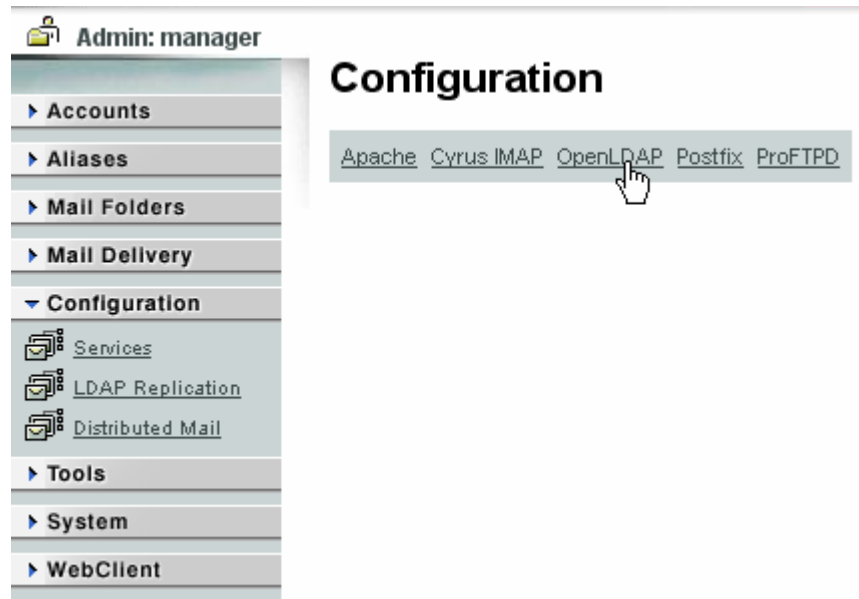 Admin: manager
Configuration
Accounts
Aliases
Mail Folders
Mail Delivery
Configuration
Services
LDAP Replication
Distributed Mail
Tools
System
WebClient
Apache Cyrus IMAP OpenLDAP Postfix ProFTPD